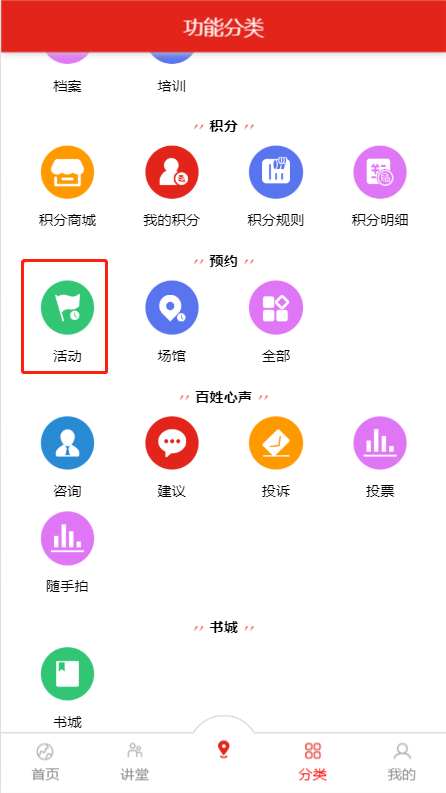 功能分类
档案 培训
积分
积分商城 我的积分 积分规则 积分明细
预约
活动 场馆 全部
百姓心声
咨询 建议 投诉 投票
随手拍
书城
书城
首页 讲堂 分类 我的